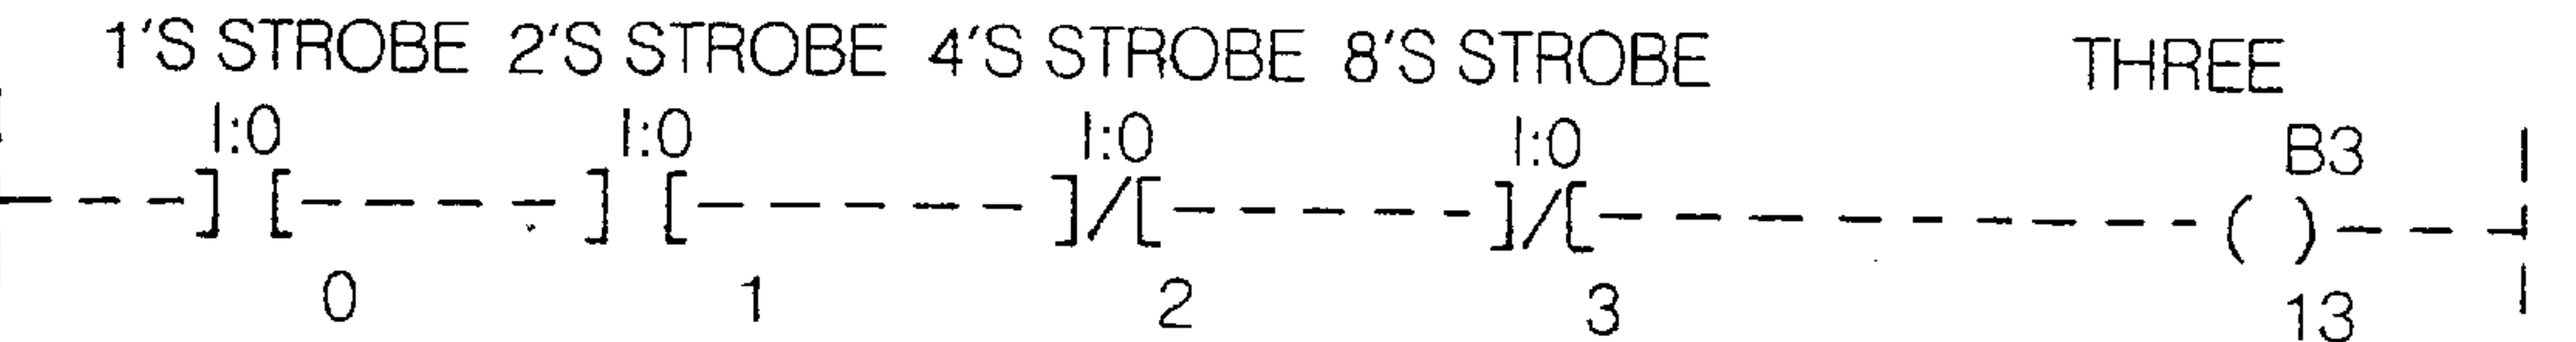 1'S STROBE 2'S STROBE 4'S STROBE 8'S STROBE THREE
I:0 I:0 I:0 I:0 B3
---] [-----] [-----]/[-----]/[---------( )---
0 1 2 3 13